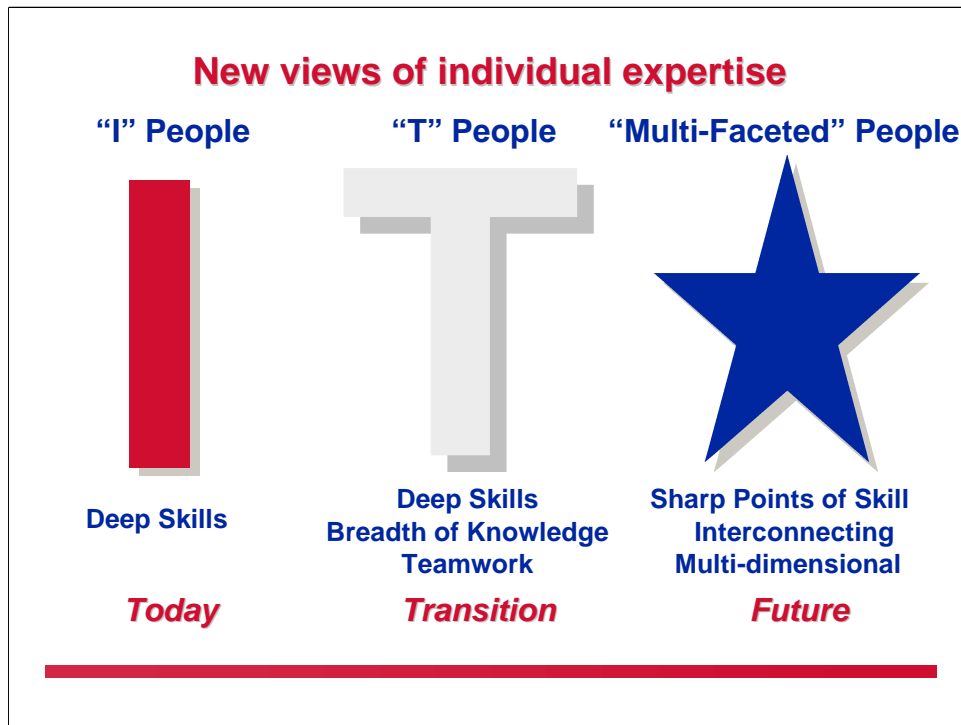 New views of individual expertise
“I” People
“T” People
“Multi-Faceted” People
Deep Skills
Deep Skills
Breadth of Knowledge
Teamwork
Sharp Points of Skill
Interconnecting
Multi-dimensional
Today
Transition
Future